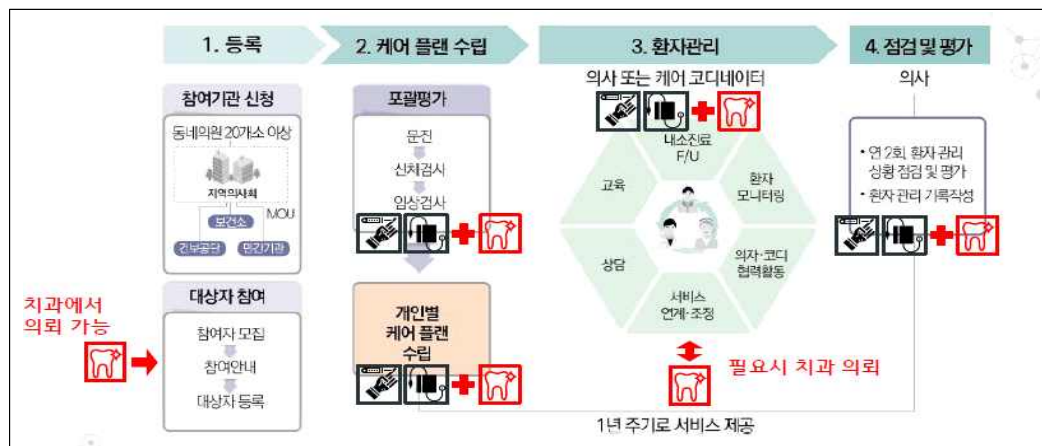 1. 등록
2. 케어 플랜 수립
3. 환자관리
4. 점검 및 평가
참여기관 신청
동네의원 20개소 이상
지역의사회
MOU
보건소
건보공단
민간기관
대상자 참여
참여자 모집
참여안내
대상자 등록
치과에서
의뢰 가능
포괄평가
문진
신체검사
임상검사
개인별
케어 플랜
수립
의사 또는 케어 코디네이터
내소진료
F/U
교육
환자
모니터링
상담
의자·코디
협력활동
서비스
연계·조정
필요시 치과 의뢰
의사
• 연 2회, 환자 관리
상황 점검 및 평가
• 환자 관리 기록작성
1년 주기로 서비스 제공